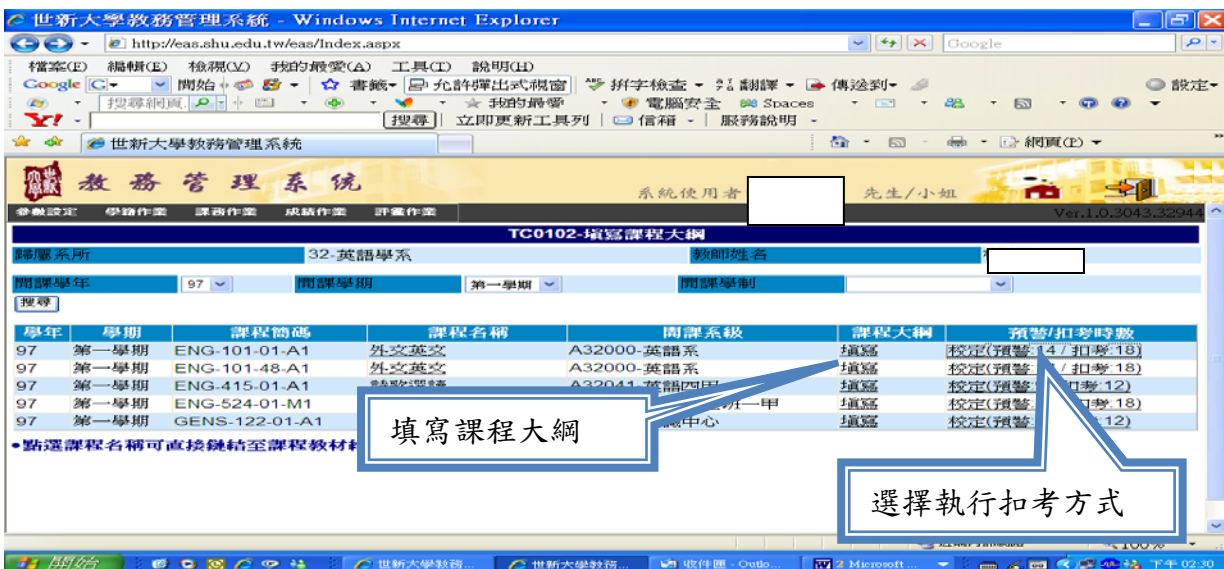 世新大學教務管理系統 - Windows Internet Explorer
http://eas.shu.edu.tw/eas/Index.aspx Google
檔案(F) 編輯(E) 檢視(V) 我的最愛(A) 工具(T) 說明(H)
Google 開始 書籤 允許彈出式視窗 拼字檢查 翻譯 傳送到 設定
搜尋網頁 我的最愛 電腦安全 Spaces
Y! 搜尋 立即更新工具列 信箱 服務說明
世新大學教務管理系統 網頁(P)
教務管理系統 系統使用者 先生/小姐
參數設定 學籍作業 課務作業 成績作業 評鑑作業 Ver.1.0.3043.32944
TC0102-填寫課程大綱
歸屬系所 32-英語學系 教師姓名
開課學年 97 開課學期 第一學期 開課學制
搜尋
學年 學期 課程簡碼 課程名稱 開課系級 課程大綱 預警/扣考時數
97 第一學期 ENG-101-01-A1 外文英文 A32000-英語系 填寫 校定(預警:14 / 扣考:18)
97 第一學期 ENG-101-48-A1 外文英文 A32000-英語系 填寫 校定(預警: / 扣考:18)
97 第一學期 ENG-415-01-A1 A32041-英語四甲 填寫 校定(預警: 扣考:12)
97 第一學期 ENG-524-01-M1 班一甲 填寫 校定(預警: 扣考:18)
97 第一學期 GENS-122-01-A1 中心 填寫 校定(預警: :12)
•點選課程名稱可直接鏈結至課程教材
填寫課程大綱
選擇執行扣考方式
100%
開始 世新大學教務... 世新大學教務... 收件匣 - Outlo... 2 Microsoft ... 下午 02:30